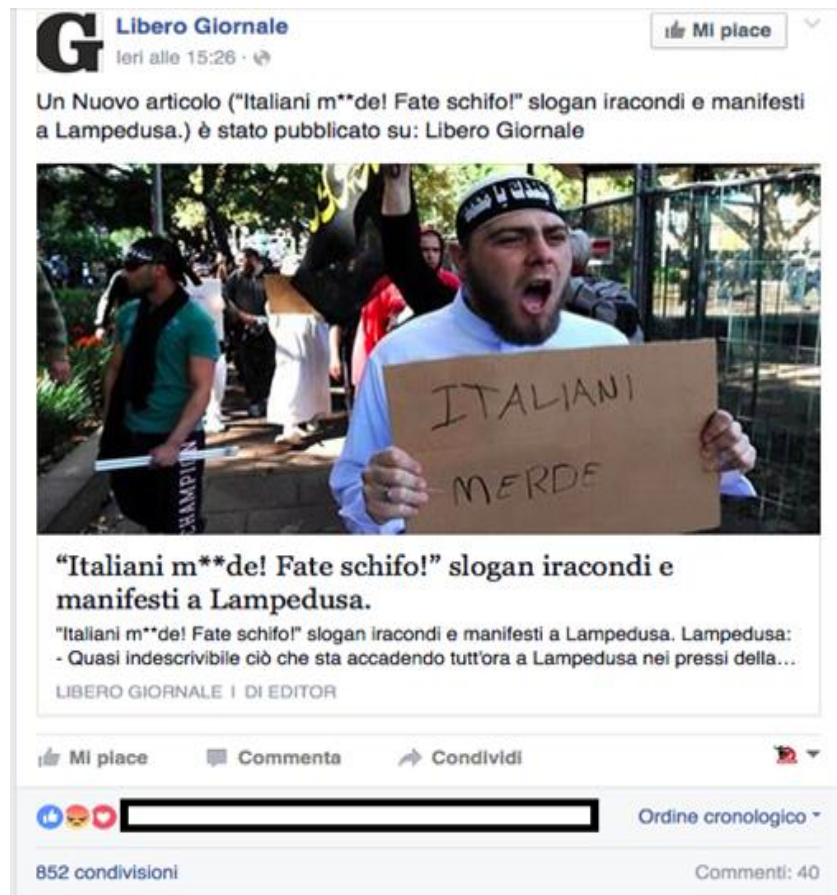 G
Libero Giornale
Ieri alle 15:26 ·
Mi piace
Un Nuovo articolo (“Italiani m**de! Fate schifo!” slogan iracondi e manifesti
a Lampedusa.) è stato pubblicato su: Libero Giornale
ITALIANI
MERDE
CHAMPION
“Italiani m**de! Fate schifo!” slogan iracondi e
manifesti a Lampedusa.
"Italiani m**de! Fate schifo!" slogan iracondi e manifesti a Lampedusa. Lampedusa:
- Quasi indescrivibile ciò che sta accadendo tutt'ora a Lampedusa nei pressi della...
LIBERO GIORNALE | DI EDITOR
Mi piace Commenta Condividi
Ordine cronologico
852 condivisioni Commenti: 40